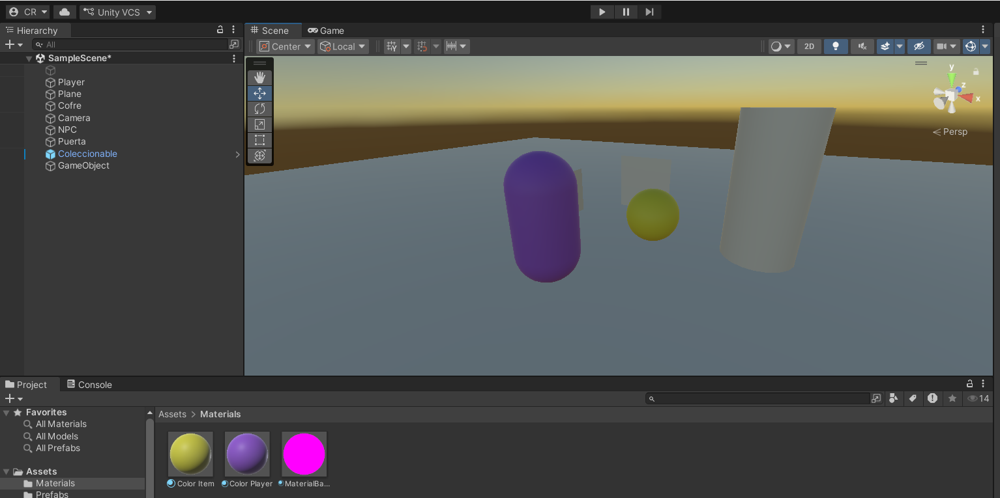 CR
Unity VCS
Hierarchy
Scene
Game
All
Center
Local
2D
SampleScene*
Player
Plane
Cofre
Camera
NPC
Puerta
Coleccionable
GameObject
y
z
x
Persp
Project
Console
14
Favorites
All Materials
All Models
All Prefabs
Assets
Materials
Prefabs
Assets > Materials
Color Item
Color Player
MaterialBa...